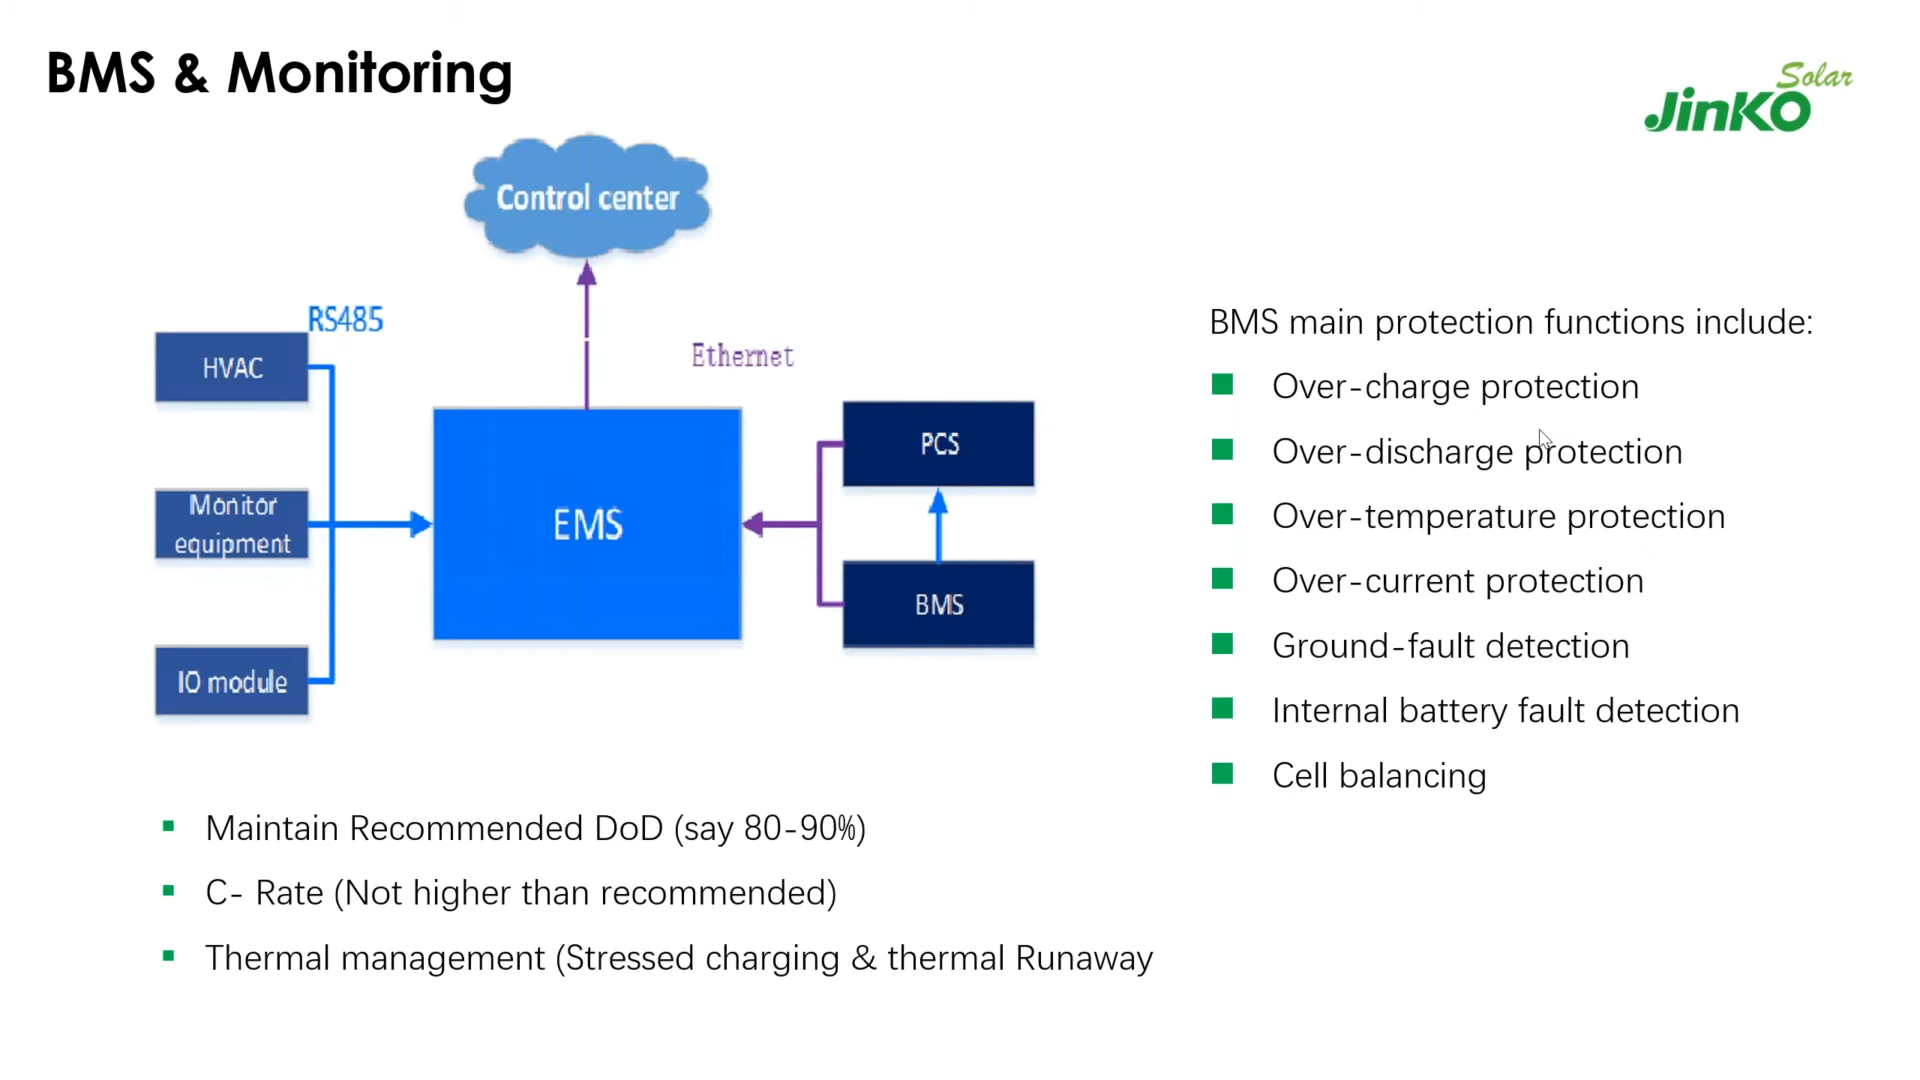 BMS & Monitoring
Solar
JinKO
Control center
RS485
Ethernet
HVAC
Monitor
equipment
IO module
EMS
PCS
BMS
BMS main protection functions include:
Over-charge protection
Over-discharge protection
Over-temperature protection
Over-current protection
Ground-fault detection
Internal battery fault detection
Cell balancing
Maintain Recommended DoD (say 80-90%)
C- Rate (Not higher than recommended)
Thermal management (Stressed charging & thermal Runaway